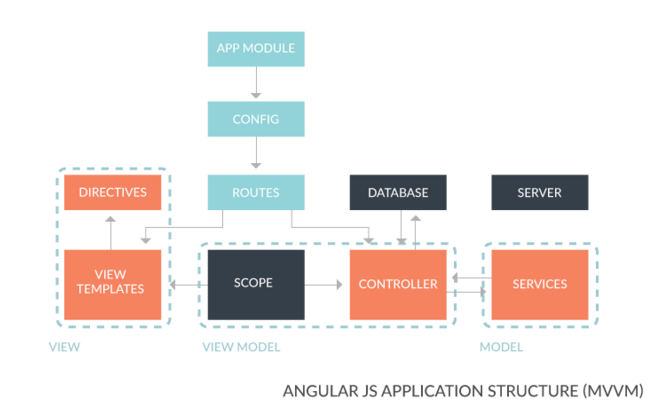 APP MODULE
CONFIG
DIRECTIVES
ROUTES
DATABASE
SERVER
VIEW
TEMPLATES
SCOPE
CONTROLLER
SERVICES
VIEW
VIEW MODEL
MODEL
ANGULAR JS APPLICATION STRUCTURE (MVVM)